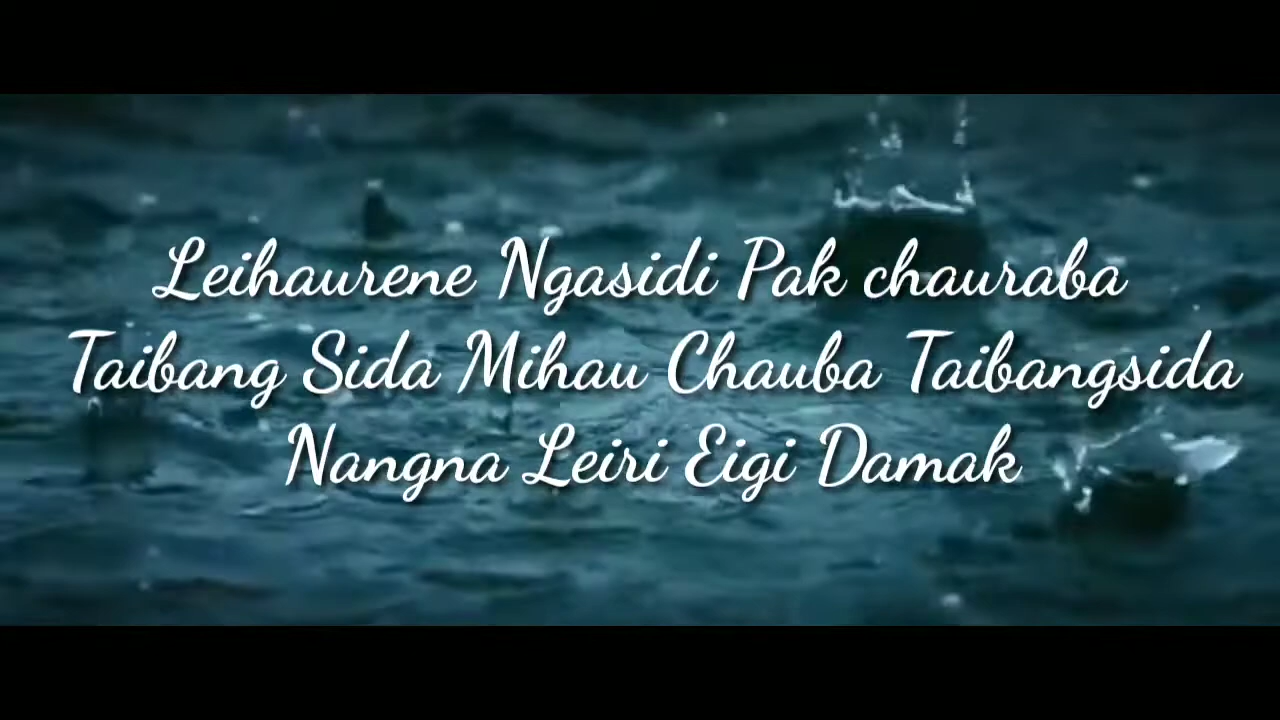 Leihaurene Ngasidi Pak chauraba
Taibang Sida Mihau Chauba Taibangsida
Nangna Leiri Eigi Damak